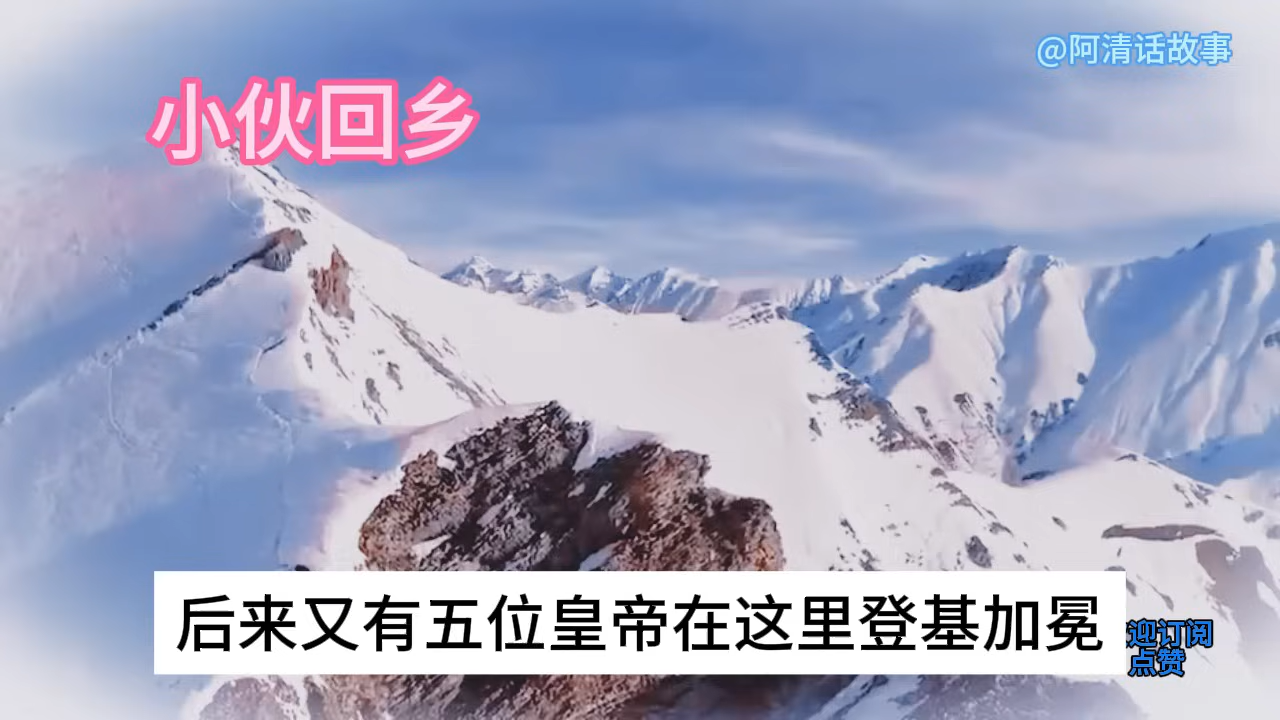 @阿清话故事
小伙回乡
后来又有五位皇帝在这里登基加冕
迎订阅
点赞